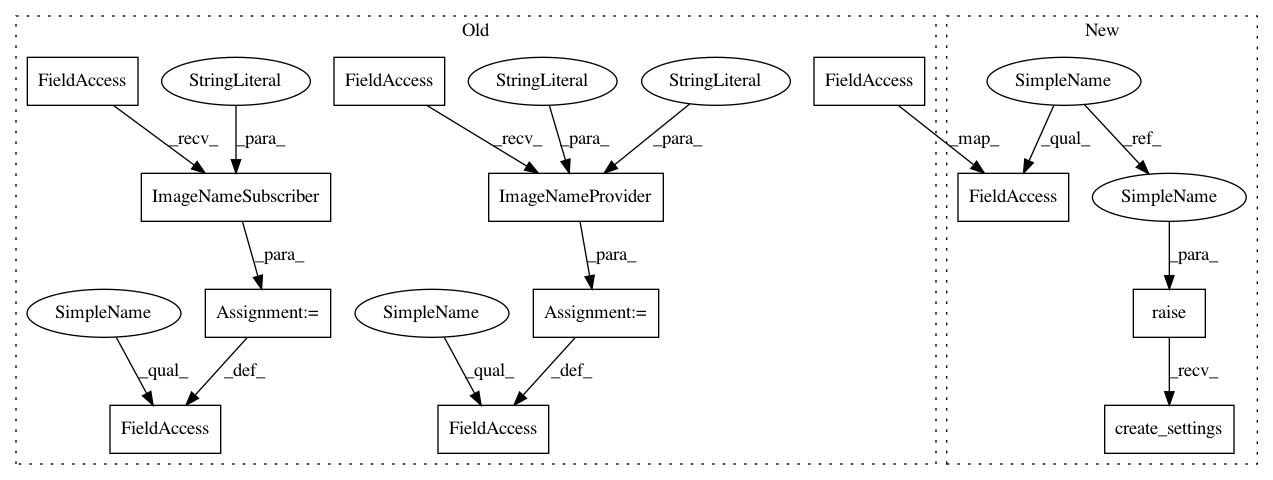 Old
New
FieldAccess
StringLiteral
FieldAccess
StringLiteral
StringLiteral
FieldAccess
SimpleName
_recv_
_para_
_recv_
_para_
_para_
_map_
_qual_
_ref_
ImageNameSubscriber
ImageNameProvider
FieldAccess
SimpleName
_para_
_para_
_para_
SimpleName
Assignment:=
SimpleName
Assignment:=
raise
_qual_
_def_
_qual_
_def_
_recv_
FieldAccess
FieldAccess
create_settings